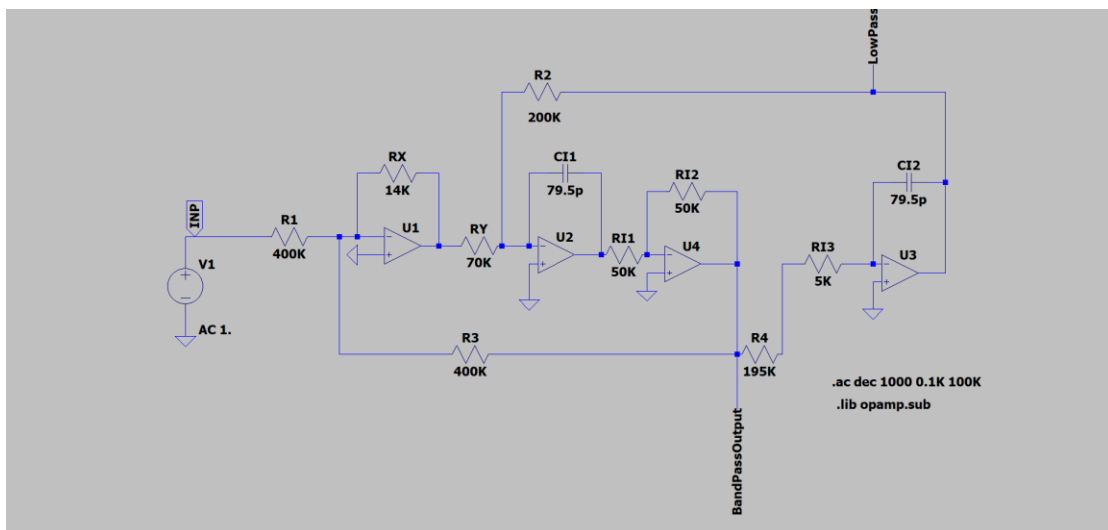 LowPass
R2
200K
RX
14K
CI1
79.5p
RI2
50K
CI2
79.5p
INP
R1
400K
U1
RY
70K
U2
RI1
50K
U4
RI3
5K
U3
V1
AC 1.
R3
400K
R4
195K
.ac dec 1000 0.1K 100K
.lib opamp.sub
BandPassOutput